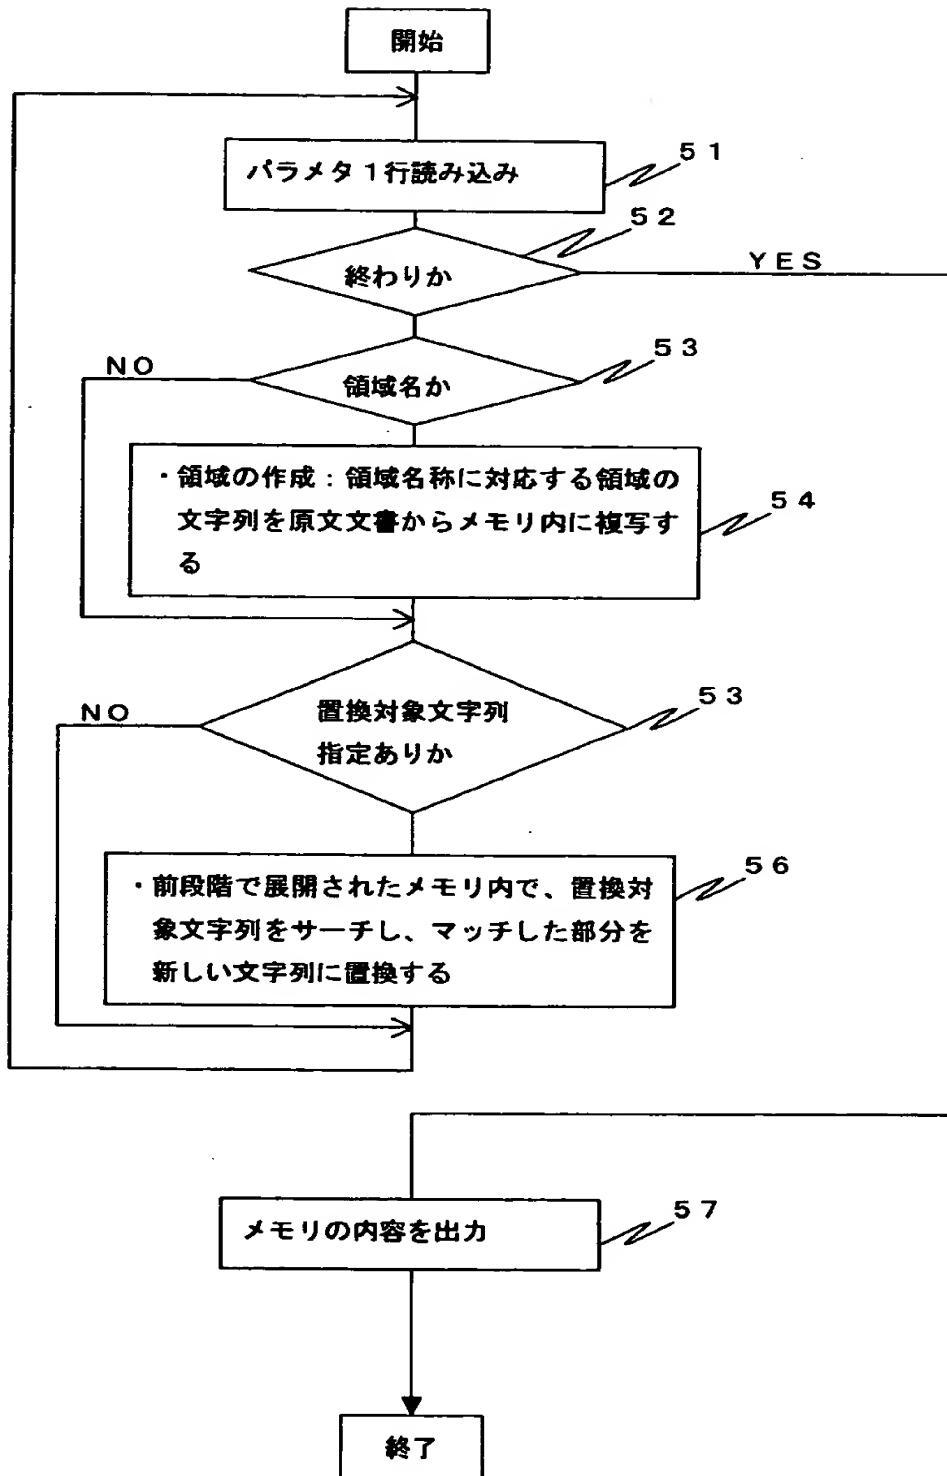 開始
パラメタ１行読み込み
５１
５２
終わりか
ＹＥＳ
５３
ＮＯ
領域名か
・領域の作成：領域名称に対応する領域の
文字列を原文文書からメモリ内に複写す
る
５４
ＮＯ
置換対象文字列
指定ありか
５３
・前段階で展開されたメモリ内で、置換対
象文字列をサーチし、マッチした部分を
新しい文字列に置換する
５６
メモリの内容を出力
５７
終了